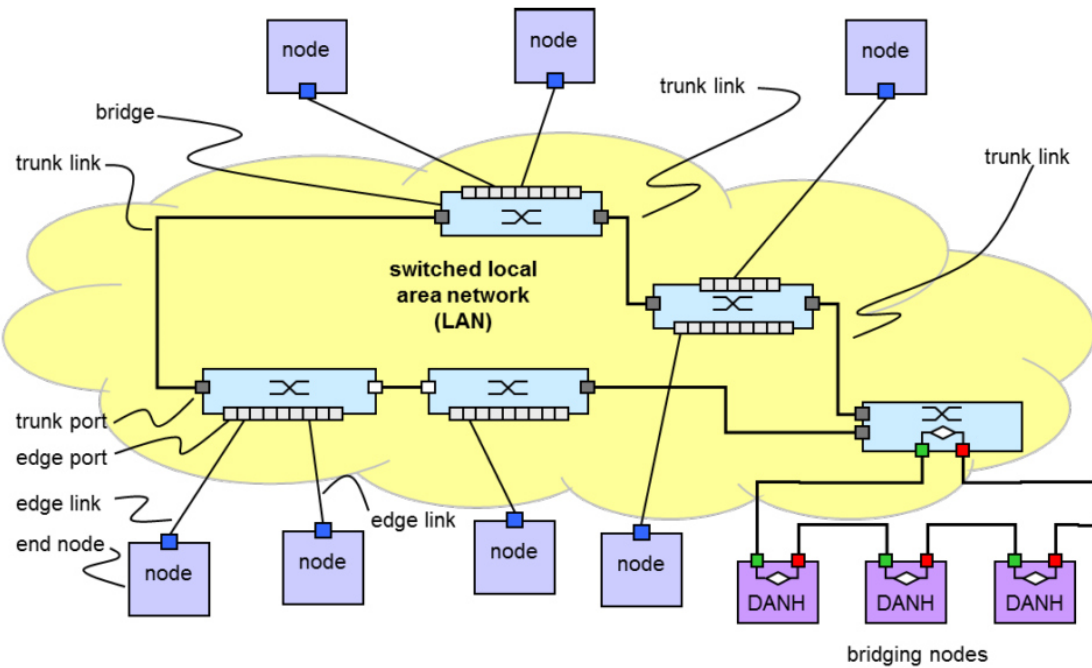 node
node
node
trunk link
bridge
trunk link
trunk link
switched local
area network
(LAN)
trunk port
edge port
edge link
edge link
end node
node
node
node
node
DANH
DANH
DANH
bridging nodes